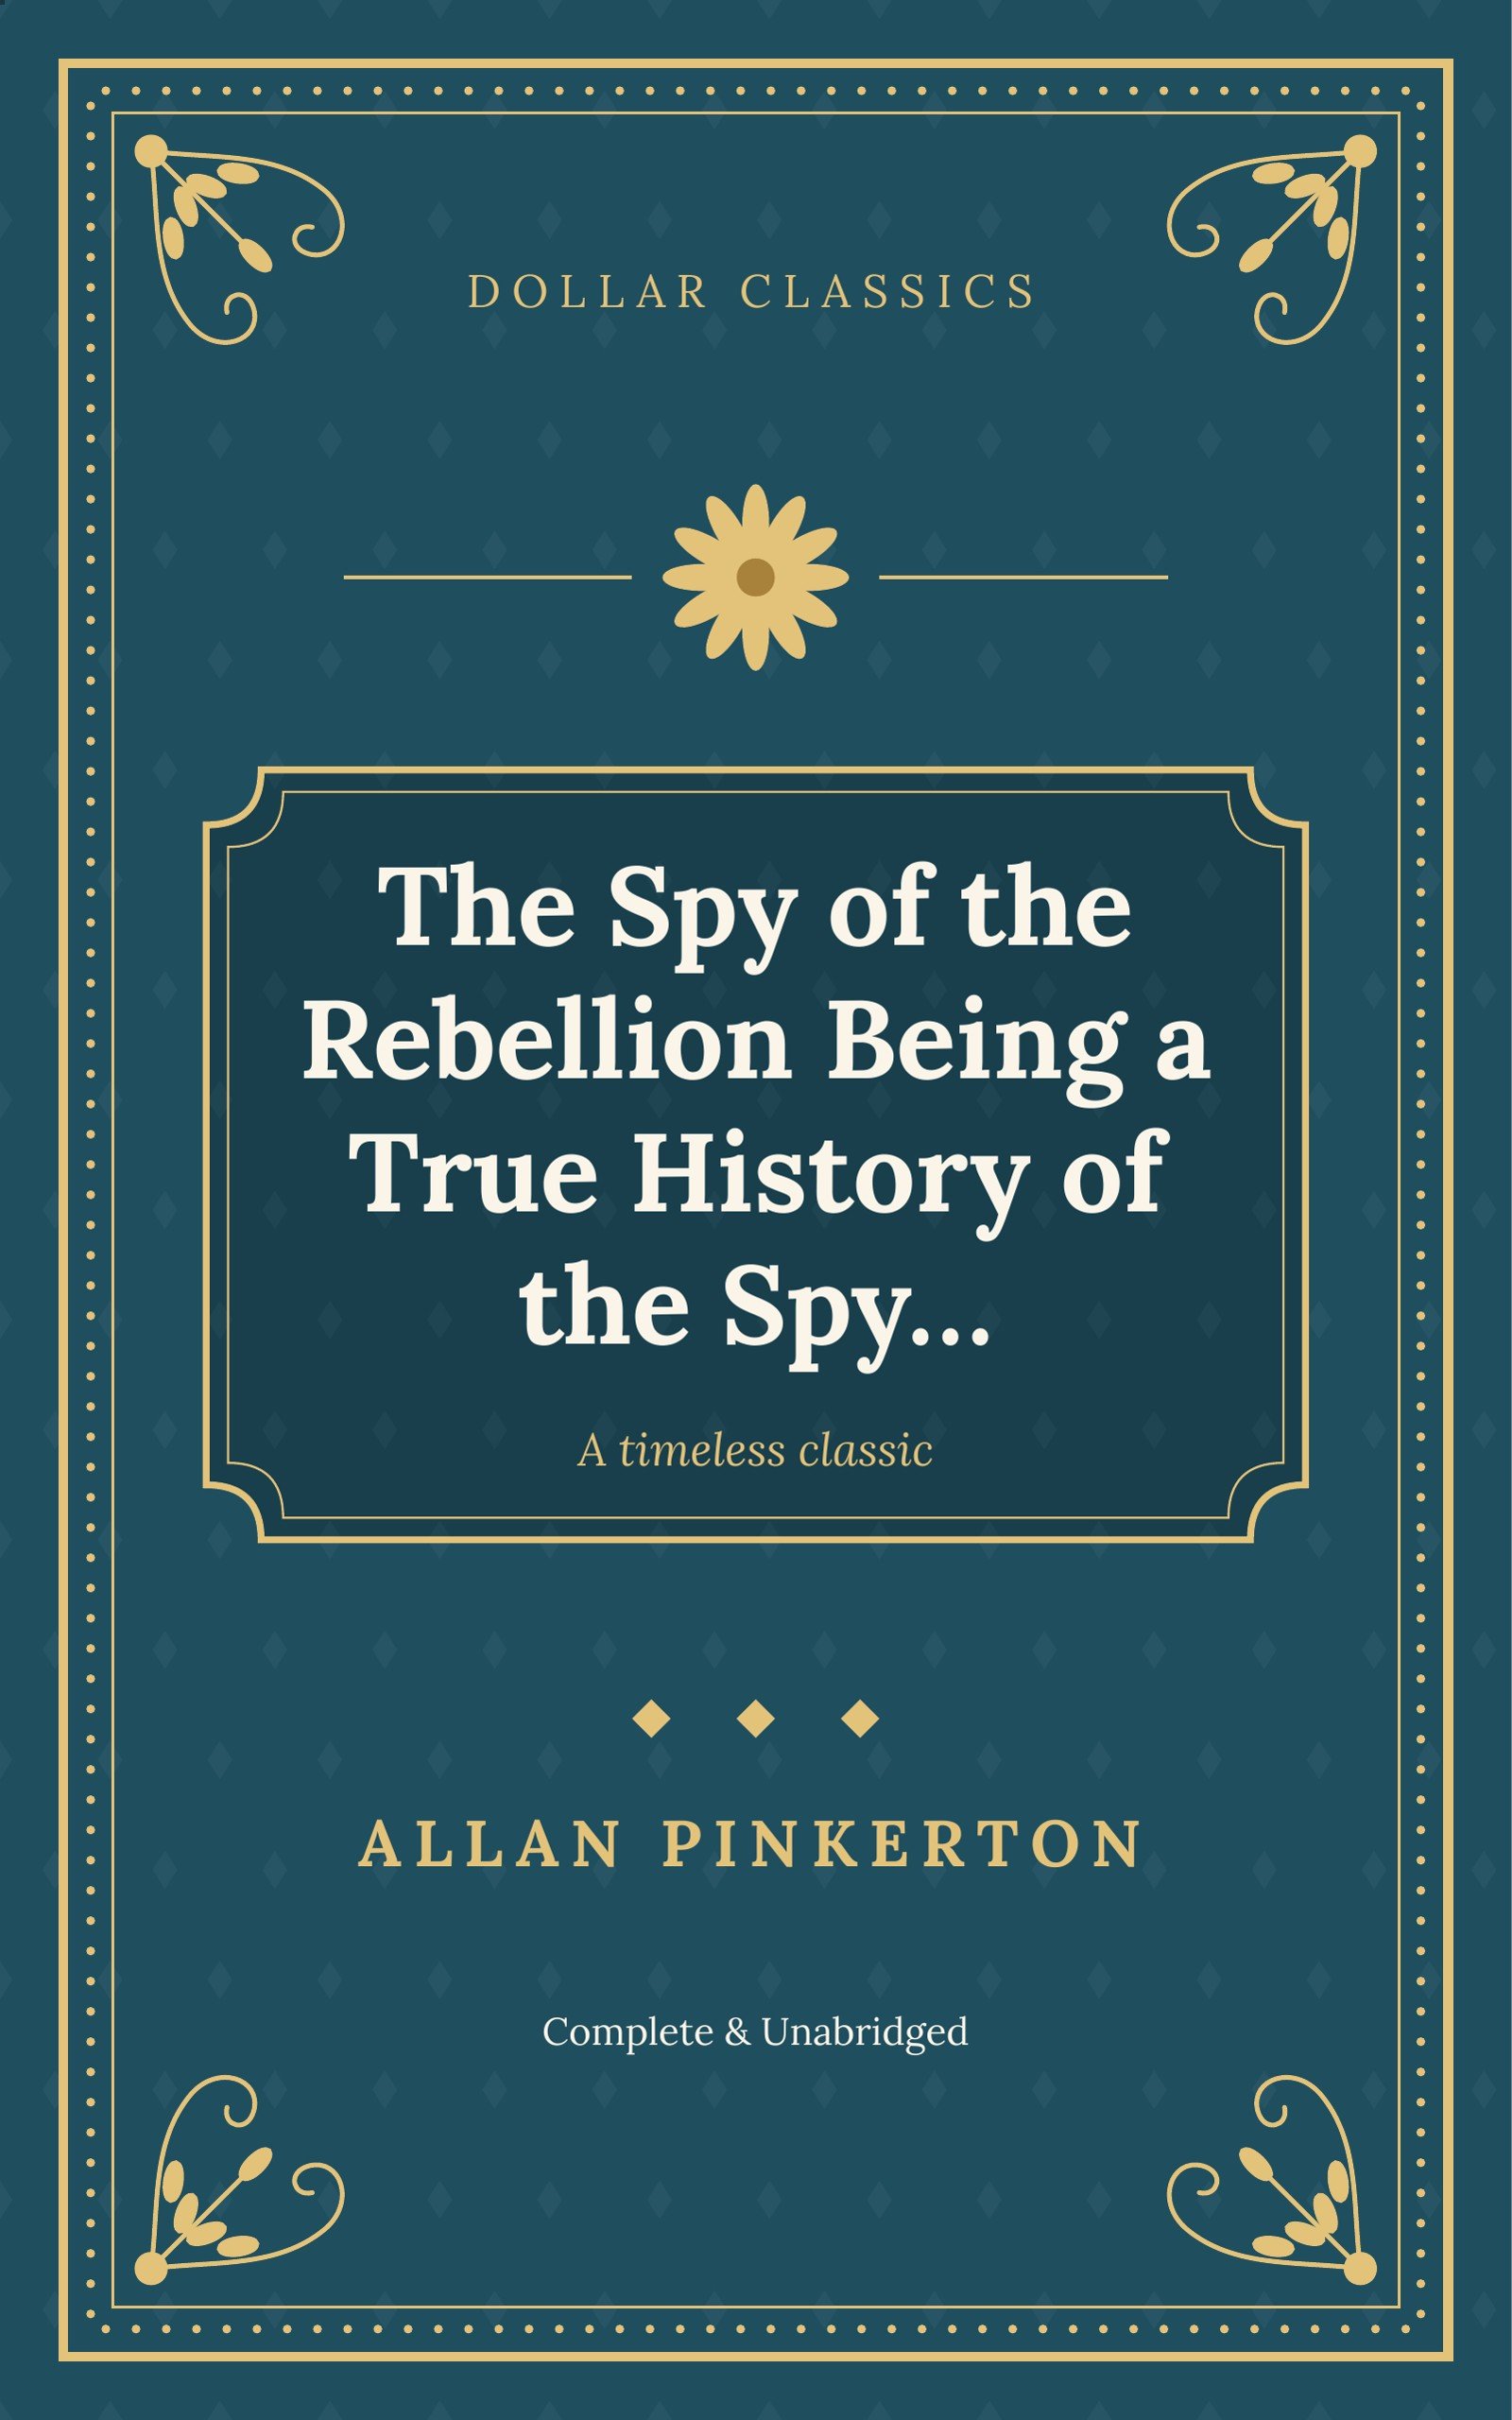 DOLLAR CLASSICS
The Spy of the
Rebellion Being a
True History of
the Spy...
A timeless classic
ALLAN PINKERTON
Complete & Unabridged